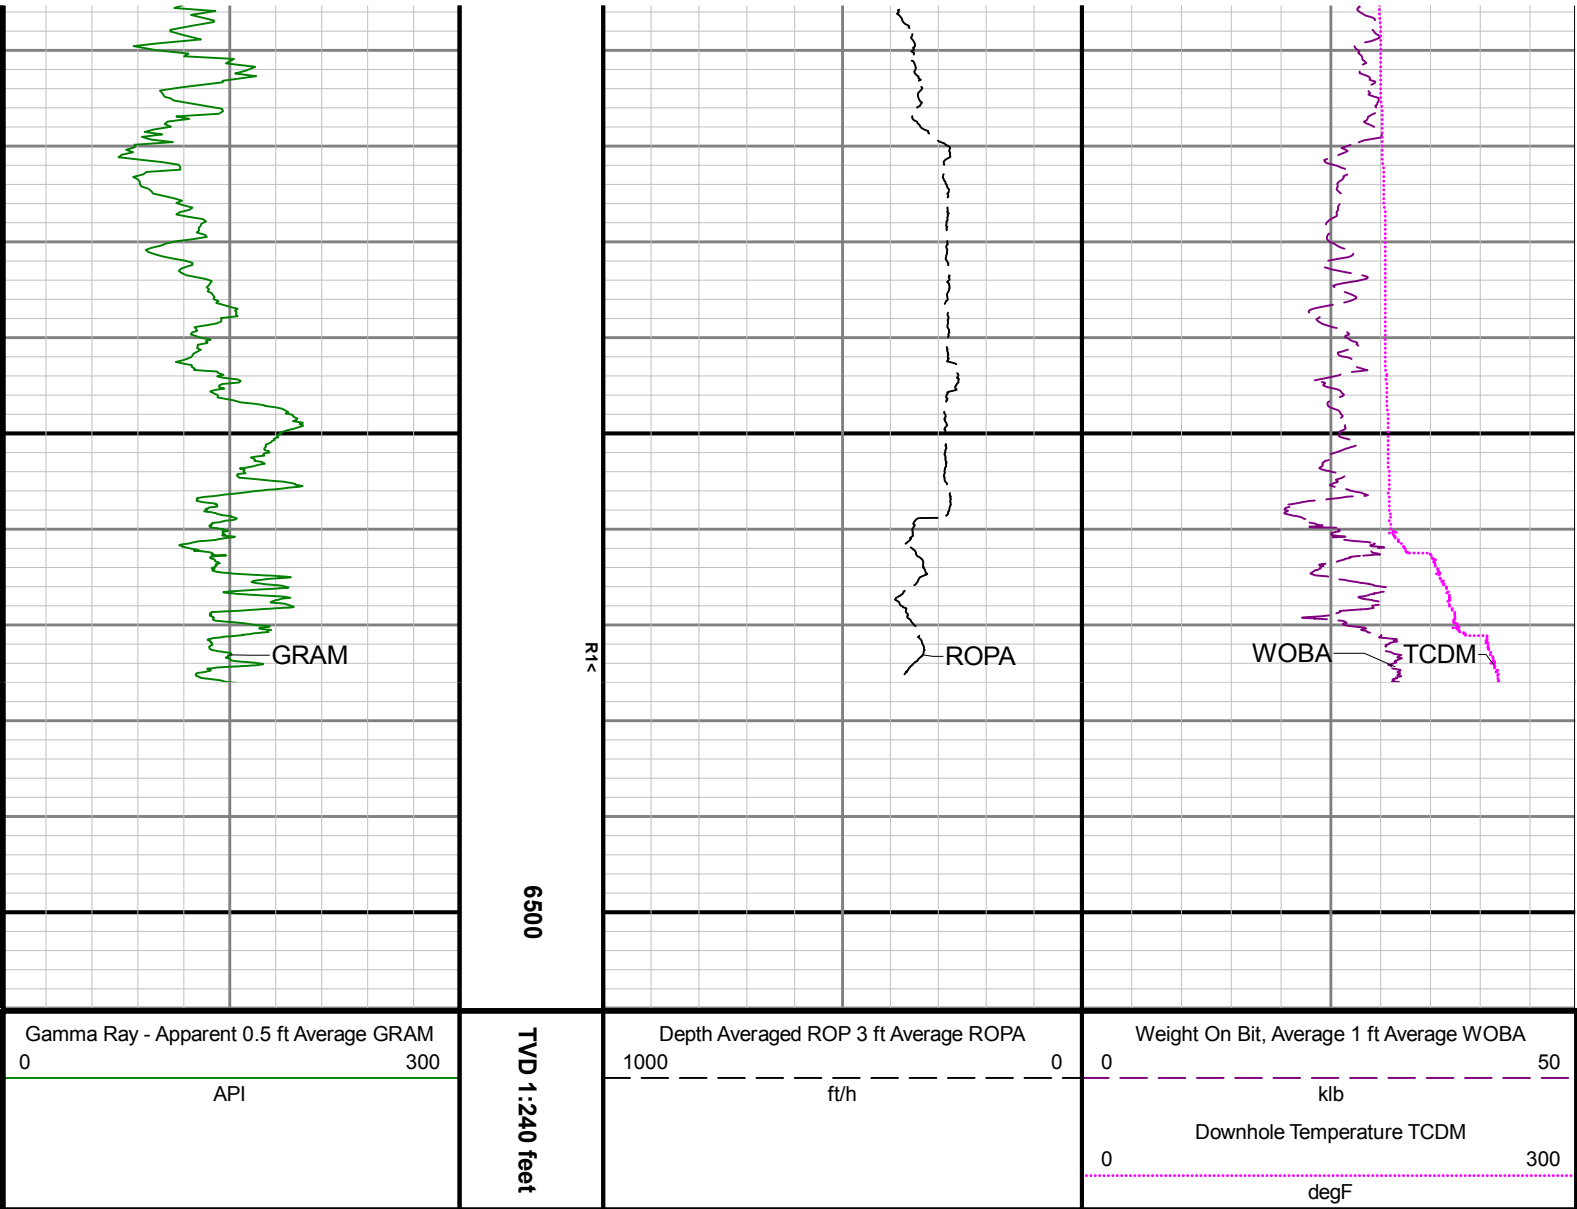 GRAM
R1<
ROPA
WOBA
TCDM
6500
Gamma Ray - Apparent 0.5 ft Average GRAM
0 300
API
TVD 1:240 feet
Depth Averaged ROP 3 ft Average ROPA
1000 0
ft/h
Weight On Bit, Average 1 ft Average WOBA
0 50
klb
Downhole Temperature TCDM
0 300
degF